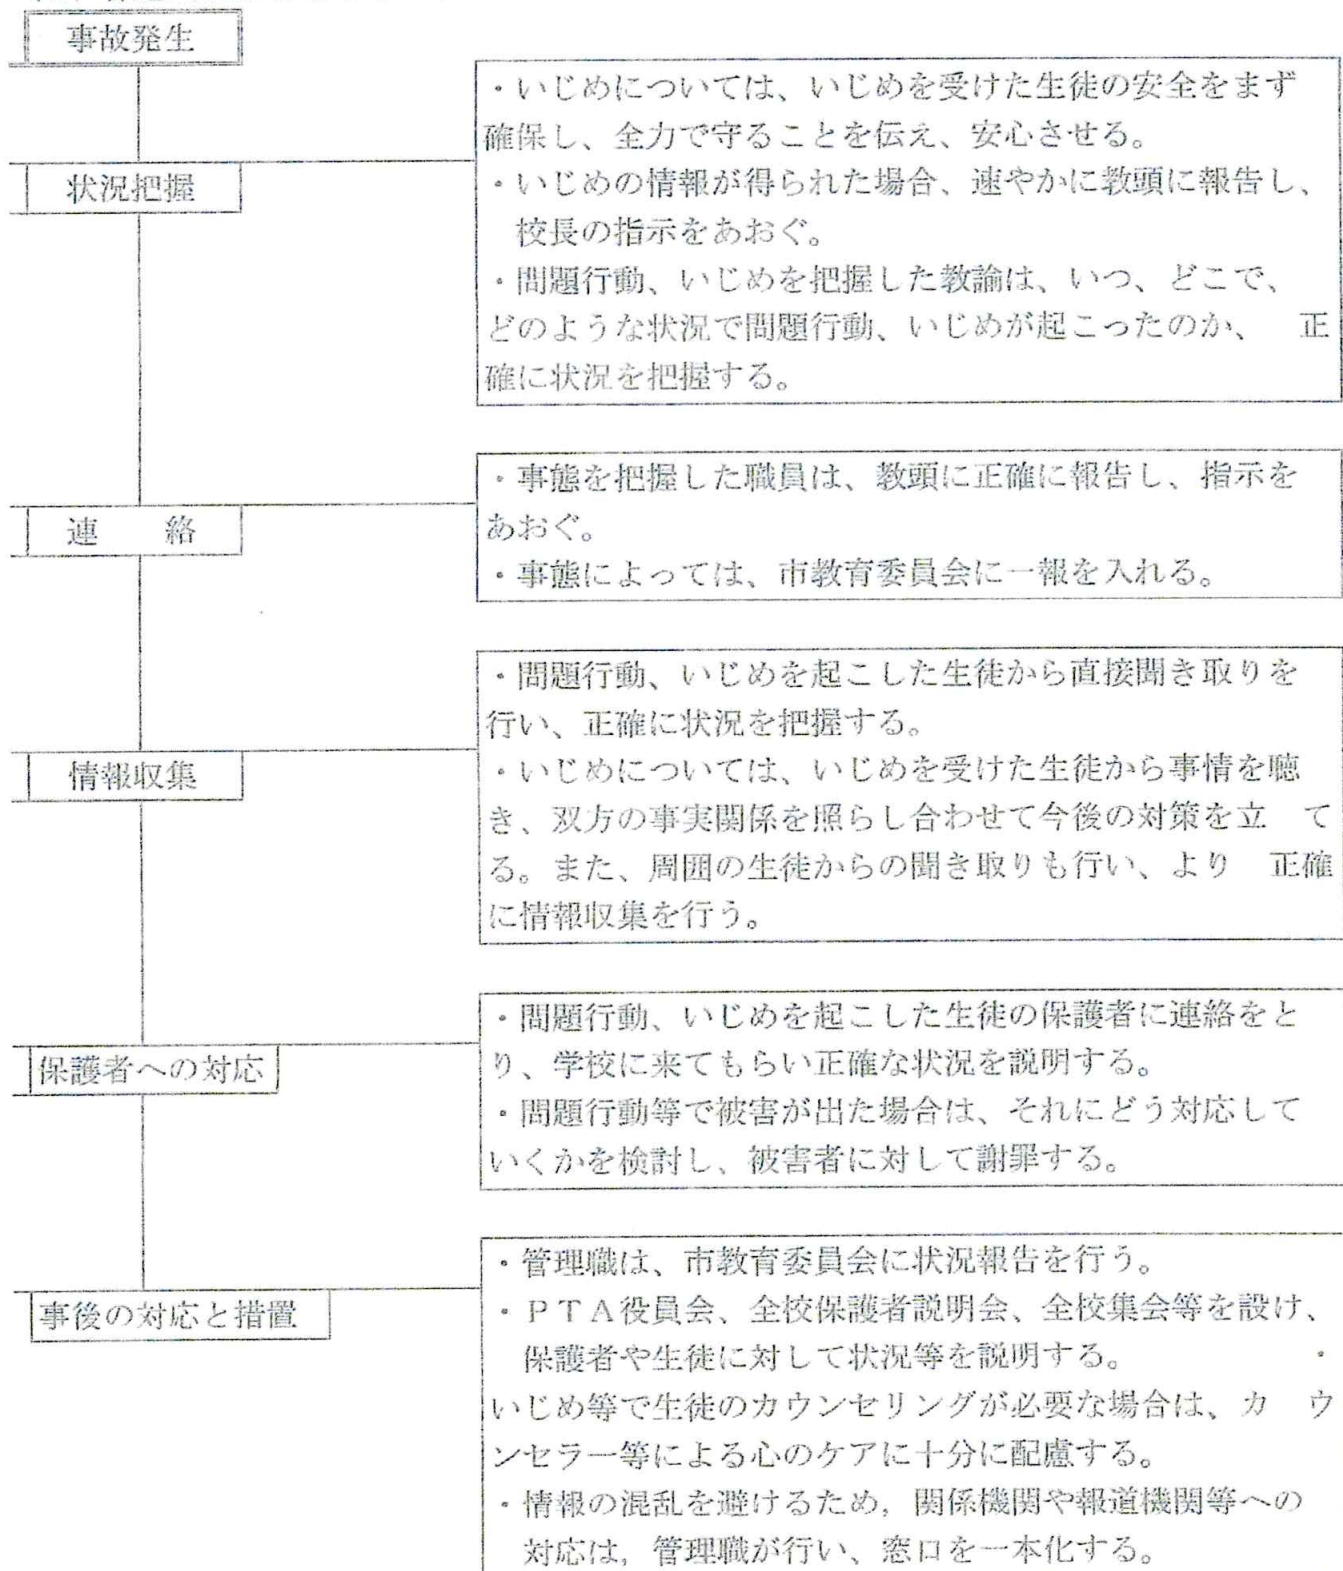 事故発生
・いじめについては、いじめを受けた生徒の安全をまず
確保し、全力で守ることを伝え、安心させる。
状況把握
・いじめの情報が得られた場合、速やかに教頭に報告し、
校長の指示をあおぐ。
・問題行動、いじめを把握した教諭は、いつ、どこで、
どのような状況で問題行動、いじめが起こったのか、　正
確に状況を把握する。
・事態を把握した職員は、教頭に正確に報告し、指示を
あおぐ。
連　　絡
・事態によっては、市教育委員会に一報を入れる。
・問題行動、いじめを起こした生徒から直接聞き取りを
行い、正確に状況を把握する。
情報収集
・いじめについては、いじめを受けた生徒から事情を聴
き、双方の事実関係を照らし合わせて今後の対策を立　て
る。また、周囲の生徒からの聞き取りも行い、より　正確
に情報収集を行う。
・問題行動、いじめを起こした生徒の保護者に連絡をと
り、学校に来てもらい正確な状況を説明する。
保護者への対応
・問題行動等で被害が出た場合は、それにどう対応して
いくかを検討し、被害者に対して謝罪する。
・管理職は、市教育委員会に状況報告を行う。
事後の対応と措置
・ＰＴＡ役員会、全校保護者説明会、全校集会等を設け、
保護者や生徒に対して状況等を説明する。　・
いじめ等で生徒のカウンセリングが必要な場合は、カ　ウ
ンセラー等による心のケアに十分に配慮する。
・情報の混乱を避けるため，関係機関や報道機関等への
対応は，管理職が行い、窓口を一本化する。